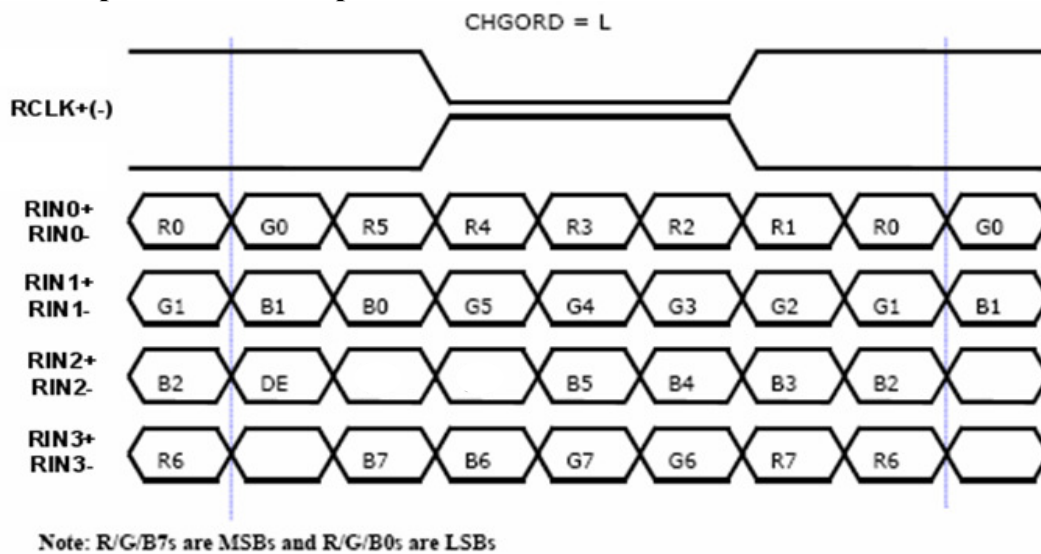 CHGORD = L
RCLK+(-)
RIN0+
RIN0-
R0 G0 R5 R4 R3 R2 R1 R0 G0
RIN1+
RIN1-
G1 B1 B0 G5 G4 G3 G2 G1 B1
RIN2+
RIN2-
B2 DE B5 B4 B3 B2
RIN3+
RIN3-
R6 B7 B6 G7 G6 R7 R6
Note: R/G/B7s are MSBs and R/G/B0s are LSBs